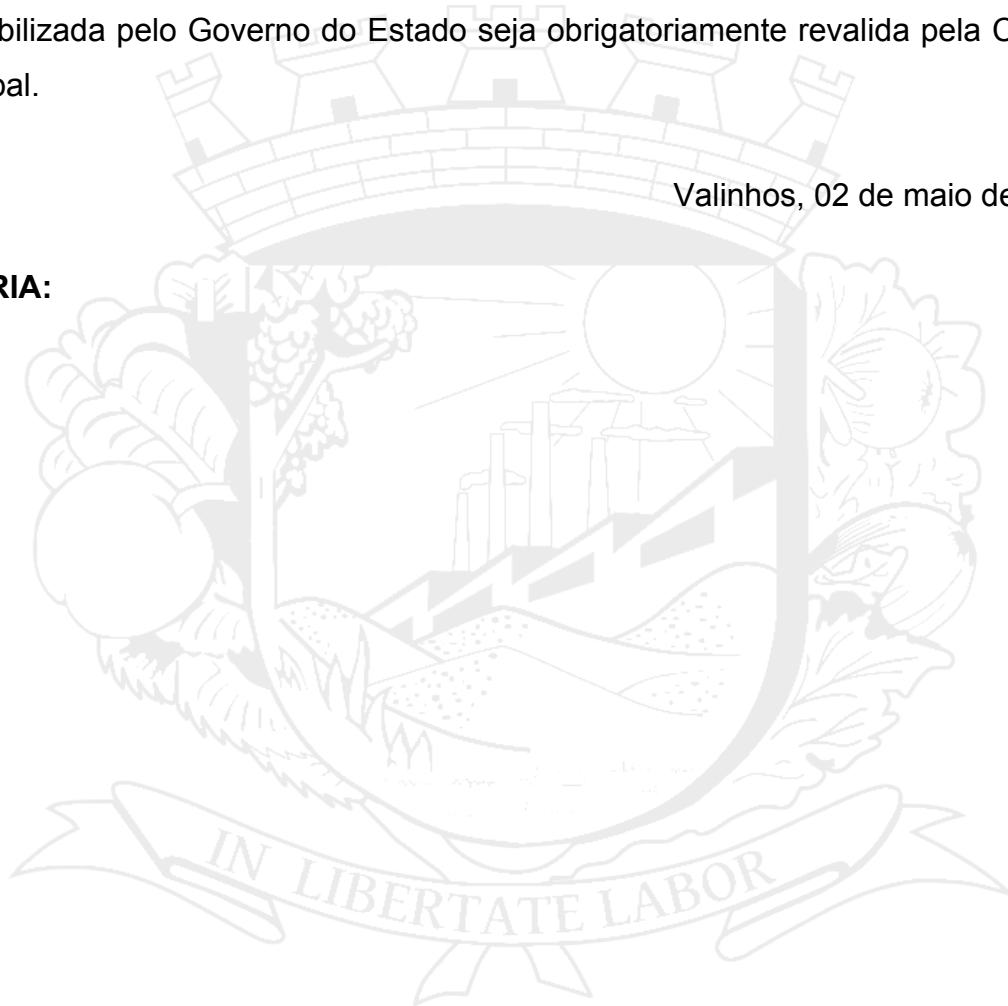 bilizada pelo Governo do Estado seja obrigatoriamente revalida pela C
pal.
Valinhos, 02 de maio de
RIA:
IN LIBERTATE LABOR